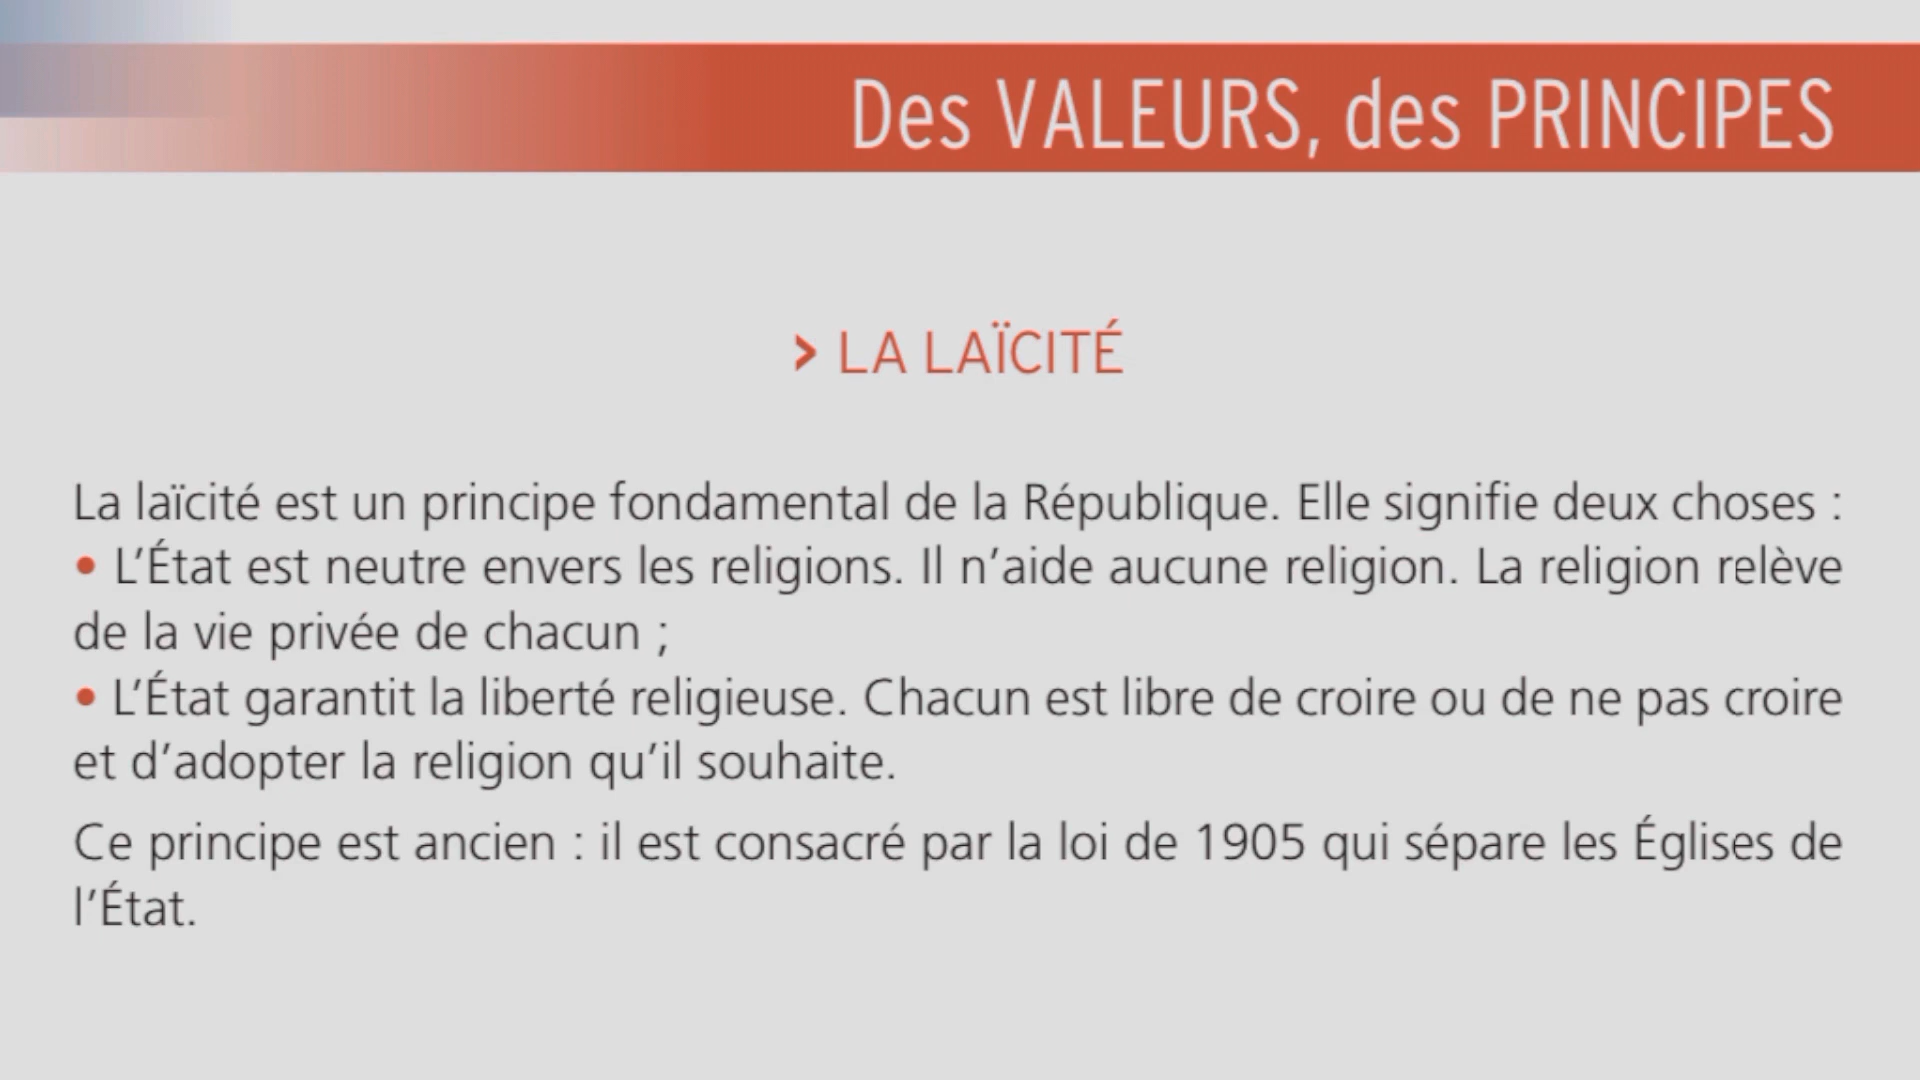 Des VALEURS, des PRINCIPES
> LA LAÏCITÉ
La laïcité est un principe fondamental de la République. Elle signifie deux choses :
• L’État est neutre envers les religions. Il n’aide aucune religion. La religion relève
de la vie privée de chacun ;
• L’État garantit la liberté religieuse. Chacun est libre de croire ou de ne pas croire
et d’adopter la religion qu’il souhaite.
Ce principe est ancien : il est consacré par la loi de 1905 qui sépare les Églises de
l’État.